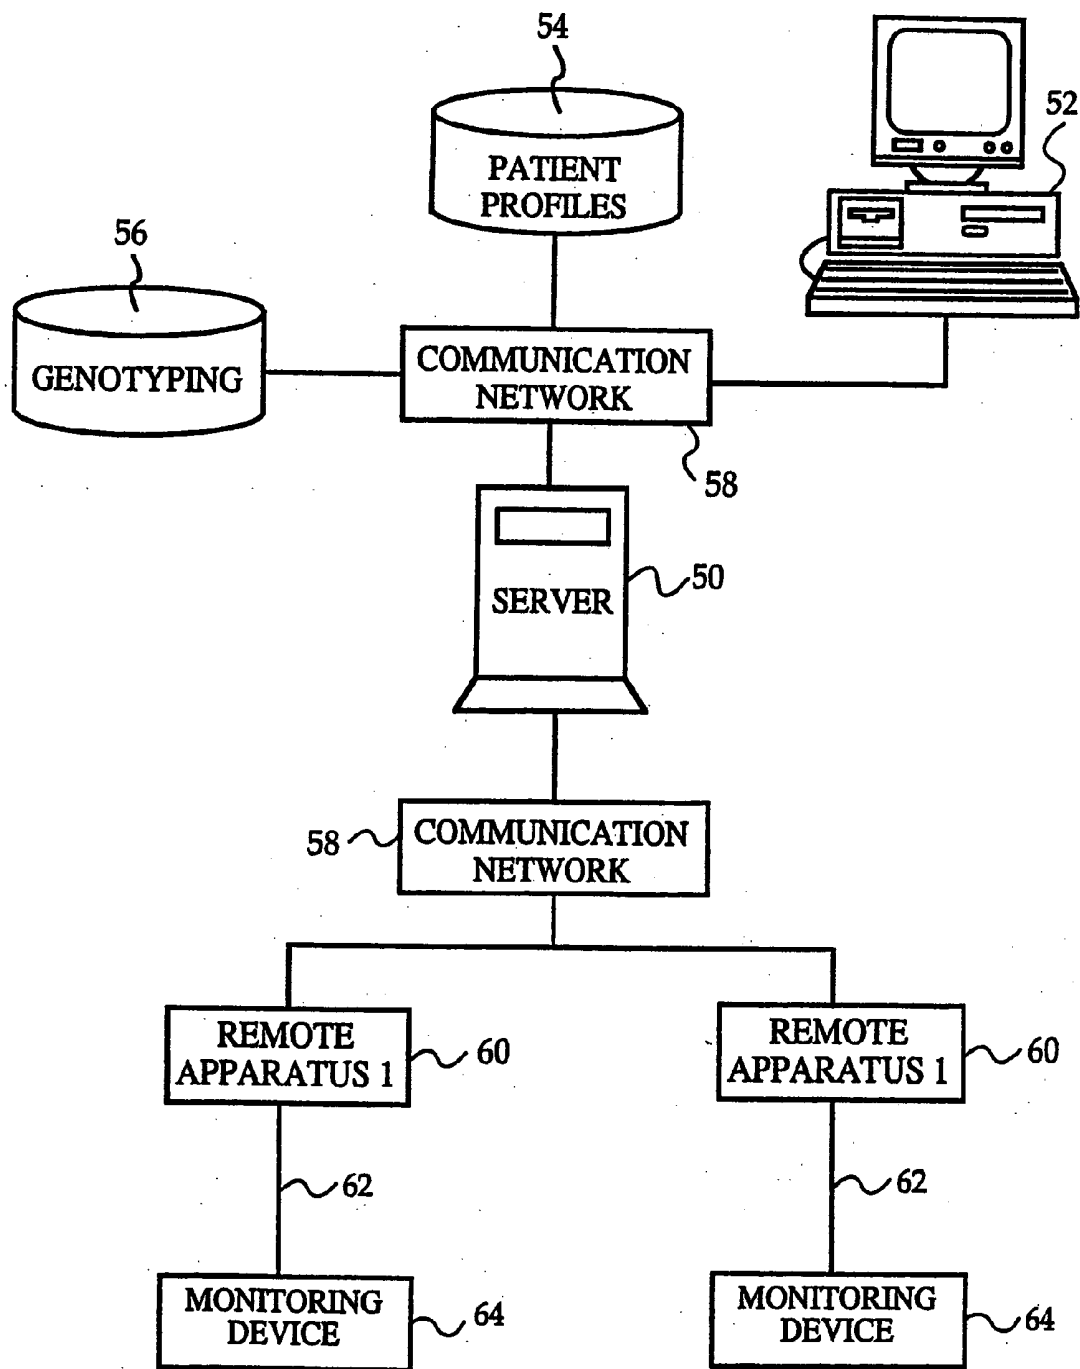 54
52
PATIENT
PROFILES
56
GENOTYPING
COMMUNICATION
NETWORK
58
SERVER
50
58
COMMUNICATION
NETWORK
REMOTE
APPARATUS 1
60
REMOTE
APPARATUS 1
60
62
62
MONITORING
DEVICE
64
MONITORING
DEVICE
64